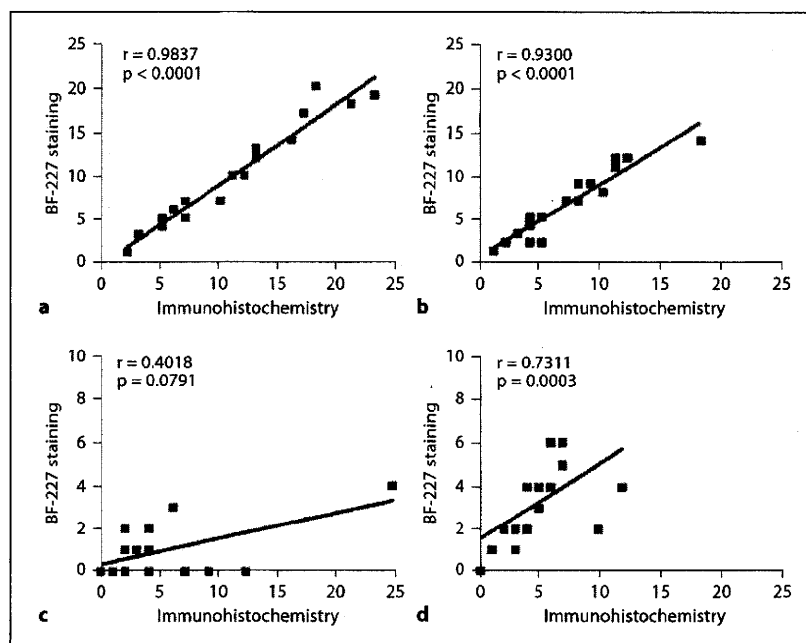 r = 0.9837
p < 0.0001
BF-227 staining
25
20
15
10
5
0
0 5 10 15 20 25
Immunohistochemistry
a
r = 0.9300
p < 0.0001
BF-227 staining
25
20
15
10
5
0
0 5 10 15 20 25
Immunohistochemistry
b
r = 0.4018
p = 0.0791
BF-227 staining
10
8
6
4
2
0
0 5 10 15 20 25
Immunohistochemistry
c
r = 0.7311
p = 0.0003
BF-227 staining
10
8
6
4
2
0
0 5 10 15 20 25
Immunohistochemistry
d